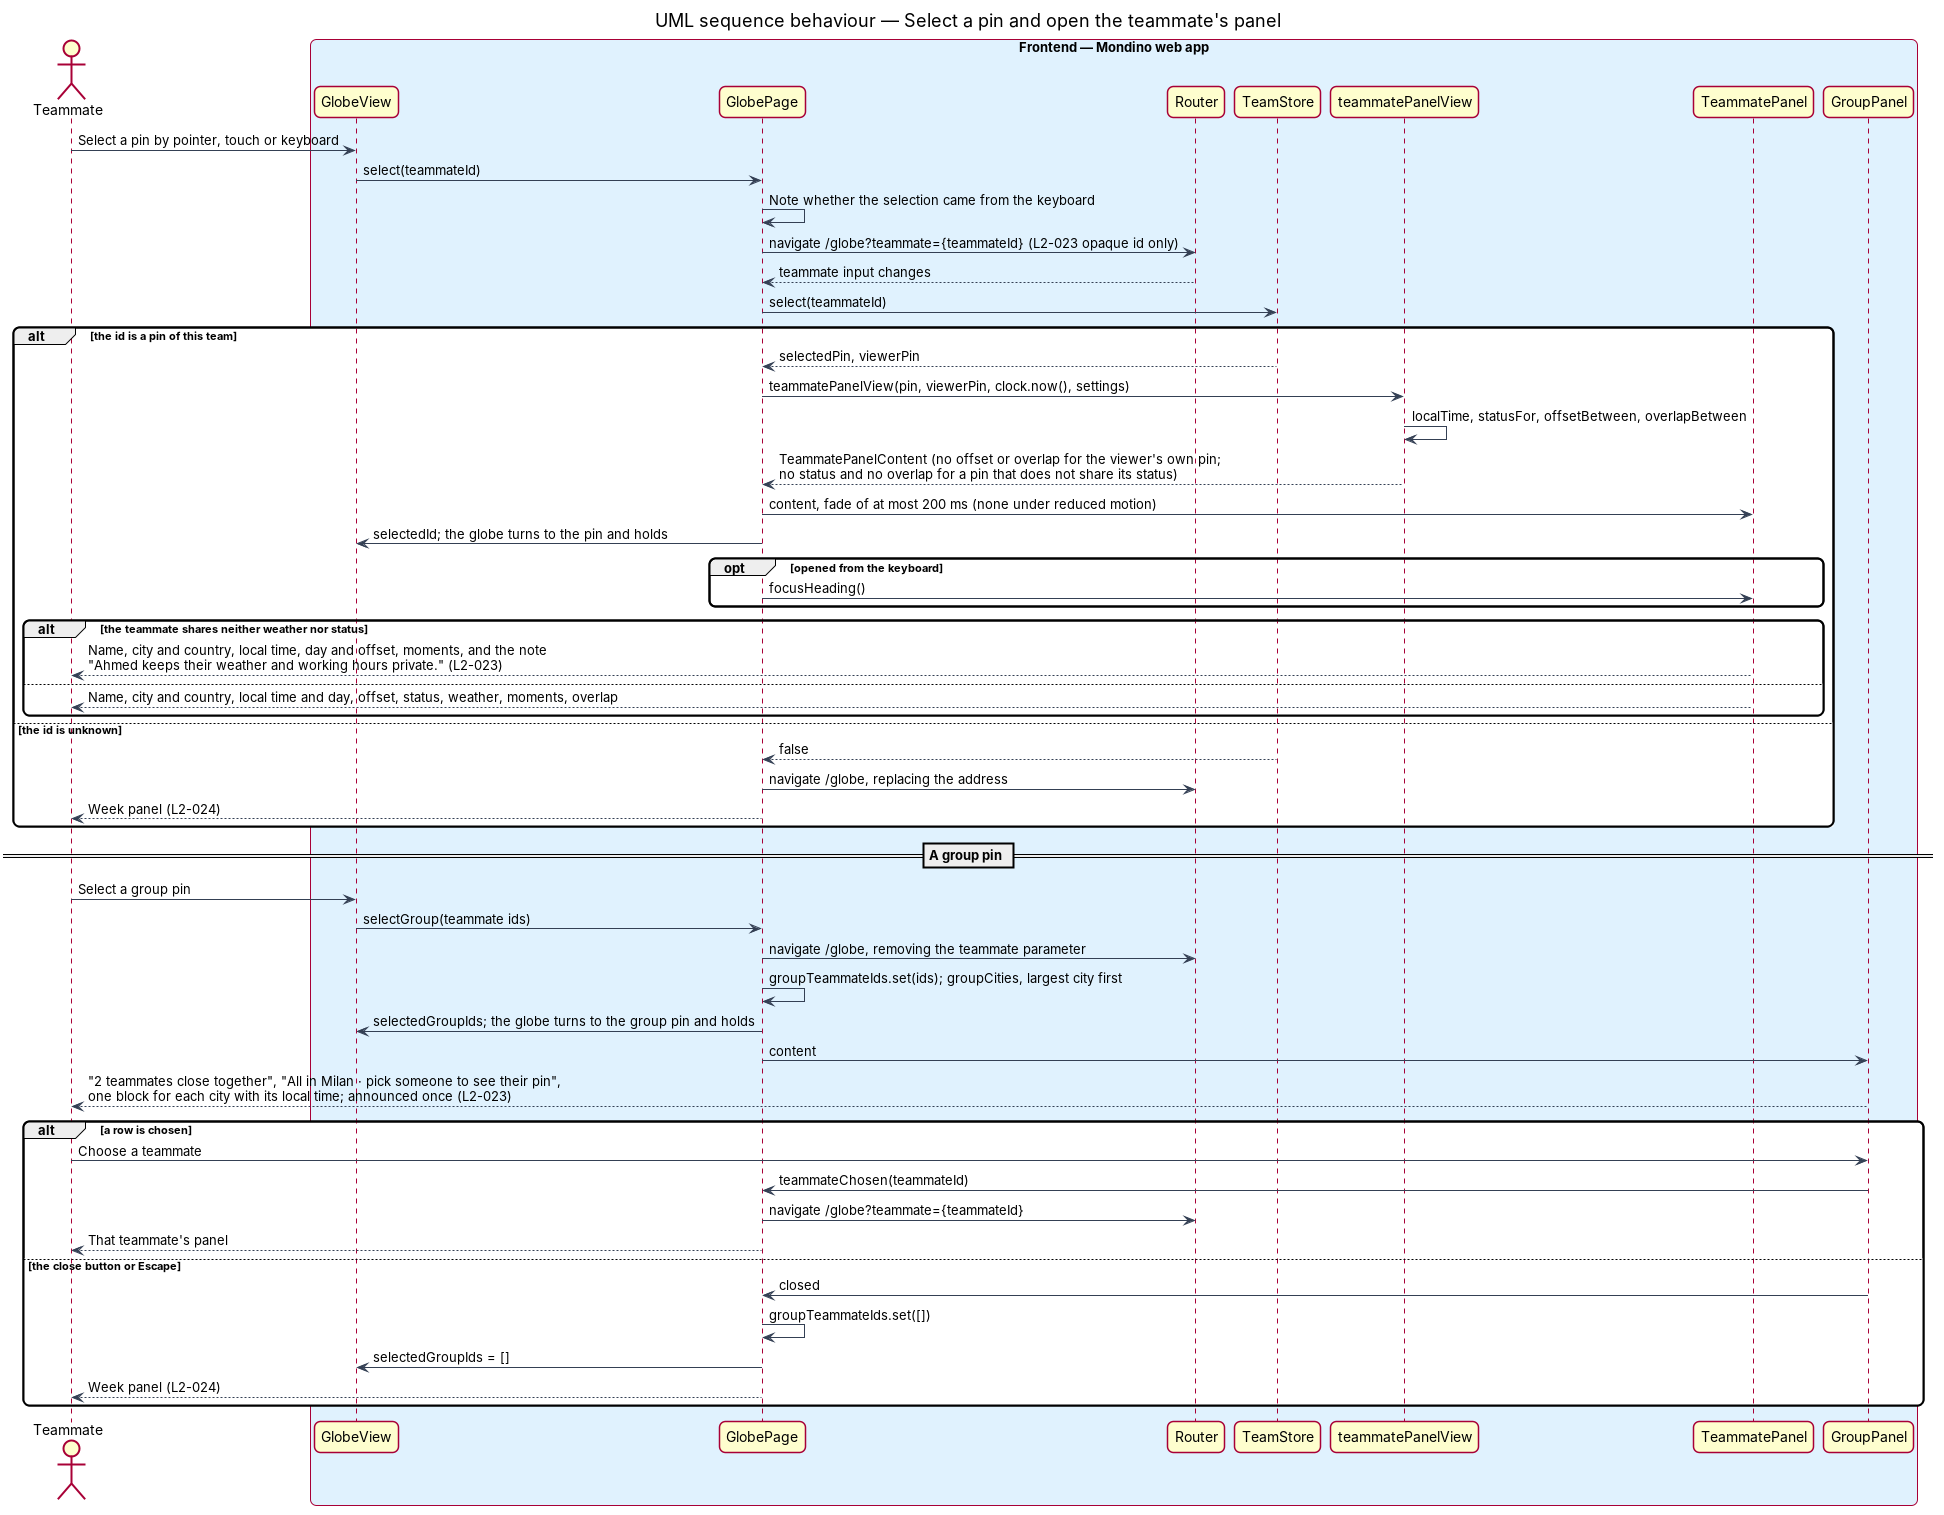 UML sequence behaviour — Select a pin and open the teammate's panel
Frontend — Mondino web app
Teammate
GlobeView
GlobePage
Router
TeamStore
teammatePanelView
TeammatePanel
GroupPanel
Select a pin by pointer, touch or keyboard
select(teammateId)
Note whether the selection came from the keyboard
navigate /globe?teammate={teammateId} (L2-023 opaque id only)
teammate input changes
select(teammateId)
alt
[the id is a pin of this team]
selectedPin, viewerPin
teammatePanelView(pin, viewerPin, clock.now(), settings)
localTime, statusFor, offsetBetween, overlapBetween
TeammatePanelContent (no offset or overlap for the viewer's own pin;
no status and no overlap for a pin that does not share its status)
content, fade of at most 200 ms (none under reduced motion)
selectedId; the globe turns to the pin and holds
opt
[opened from the keyboard]
focusHeading()
alt
[the teammate shares neither weather nor status]
Name, city and country, local time, day and offset, moments, and the note
"Ahmed keeps their weather and working hours private." (L2-023)
Name, city and country, local time and day, offset, status, weather, moments, overlap
[the id is unknown]
false
navigate /globe, replacing the address
Week panel (L2-024)
A group pin
Select a group pin
selectGroup(teammate ids)
navigate /globe, removing the teammate parameter
groupTeammateIds.set(ids); groupCities, largest city first
selectedGroupIds; the globe turns to the group pin and holds
content
"2 teammates close together", "All in Milan · pick someone to see their pin",
one block for each city with its local time; announced once (L2-023)
alt
[a row is chosen]
Choose a teammate
teammateChosen(teammateId)
navigate /globe?teammate={teammateId}
That teammate's panel
[the close button or Escape]
closed
groupTeammateIds.set([])
selectedGroupIds = []
Week panel (L2-024)
Teammate
GlobeView
GlobePage
Router
TeamStore
teammatePanelView
TeammatePanel
GroupPanel